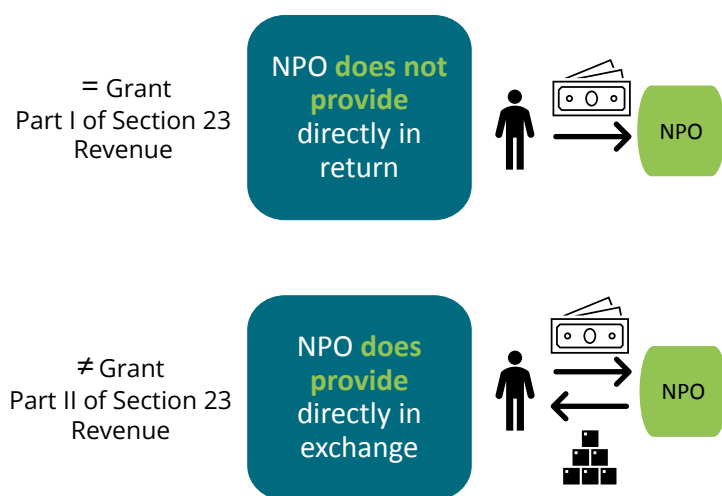 = Grant
Part I of Section 23
Revenue
NPO does not
provide
directly in
return
NPO
≠ Grant
Part II of Section 23
Revenue
NPO does
provide
directly in
exchange
NPO